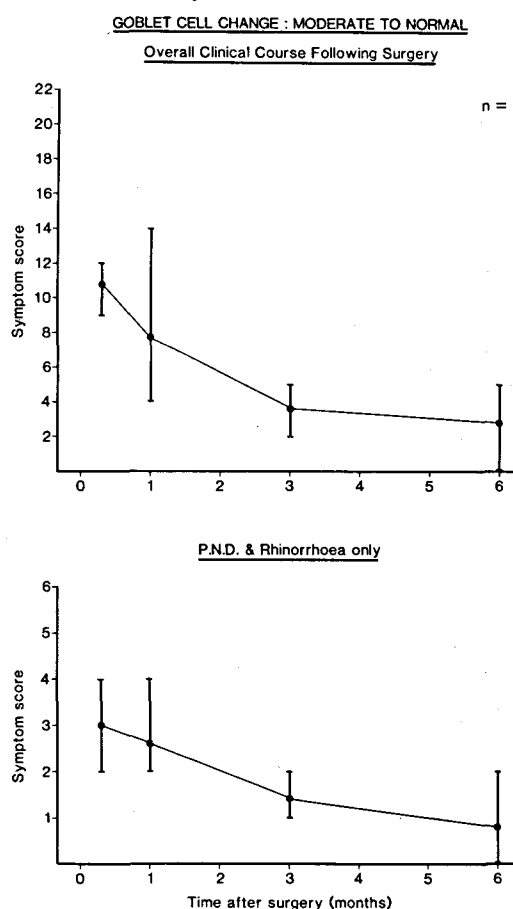 GOBLET CELL CHANGE : MODERATE TO NORMAL
Overall Clinical Course Following Surgery
n =
22
20
18
16
14
12
10
8
6
4
2
Symptom score
0 1 2 3 4 5 6
P.N.D. & Rhinorrhoea only
6
5
4
3
2
1
Symptom score
0 1 2 3 4 5 6
Time after surgery (months)